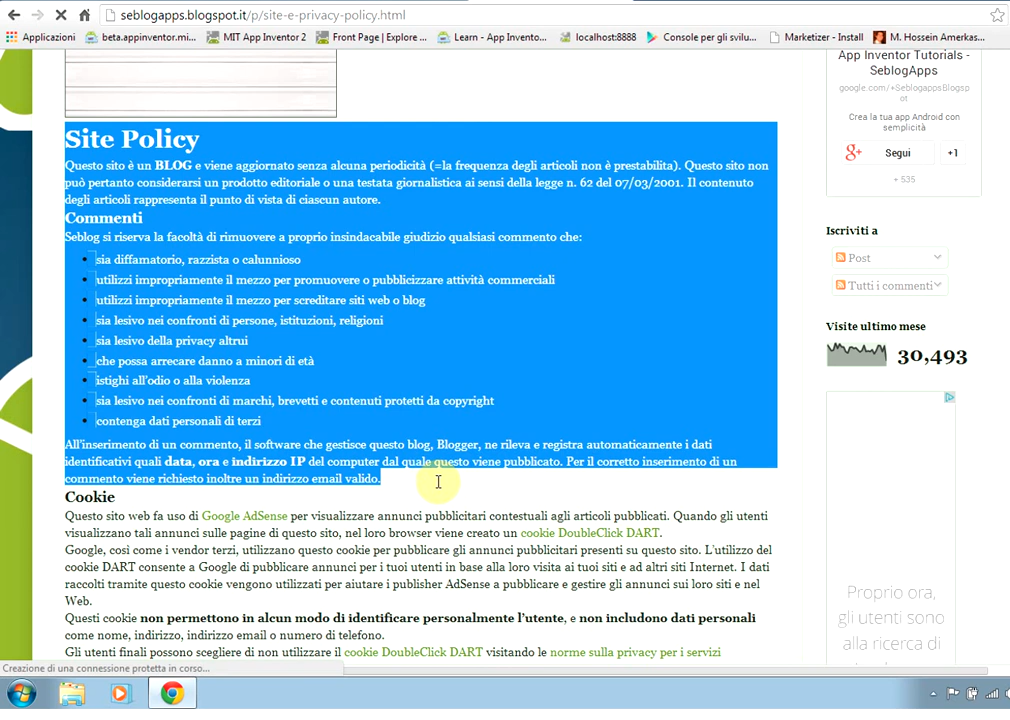 seblogapps.blogspot.it/p/site-e-privacy-policy.html
Applicazioni
beta.appinventor.mi...
MIT App Inventor 2
Front Page | Explore ...
Learn - App Invento...
localhost:8888
Console per gli svilu...
Marketizer - Install
M. Hossein Amerkas...
Site Policy
Questo sito è un BLOG e viene aggiornato senza alcuna periodicità (=la frequenza degli articoli non è prestabilita). Questo sito non
può pertanto considerarsi un prodotto editoriale o una testata giornalistica ai sensi della legge n. 62 del 07/03/2001. Il contenuto
degli articoli rappresenta il punto di vista di ciascun autore.
Commenti
Seblog si riserva la facoltà di rimuovere a proprio insindacabile giudizio qualsiasi commento che:
sia diffamatorio, razzista o calunnioso
utilizzi impropriamente il mezzo per promuovere o pubblicizzare attività commerciali
utilizzi impropriamente il mezzo per screditare siti web o blog
sia lesivo nei confronti di persone, istituzioni, religioni
sia lesivo della privacy altrui
che possa arrecare danno a minori di età
istighi all'odio o alla violenza
sia lesivo nei confronti di marchi, brevetti e contenuti protetti da copyright
contenga dati personali di terzi
All'inserimento di un commento, il software che gestisce questo blog, Blogger, ne rileva e registra automaticamente i dati
identificativi quali data, ora e indirizzo IP del computer dal quale questo viene pubblicato. Per il corretto inserimento di un
commento viene richiesto inoltre un indirizzo email valido.
Cookie
Questo sito web fa uso di Google AdSense per visualizzare annunci pubblicitari contestuali agli articoli pubblicati. Quando gli utenti
visualizzano tali annunci sulle pagine di questo sito, nel loro browser viene creato un cookie DoubleClick DART.
Google, così come i vendor terzi, utilizzano questo cookie per pubblicare gli annunci pubblicitari presenti su questo sito. L'utilizzo del
cookie DART consente a Google di pubblicare annunci per i tuoi utenti in base alla loro visita ai tuoi siti e ad altri siti Internet. I dati
raccolti tramite questo cookie vengono utilizzati per aiutare i publisher AdSense a pubblicare e gestire gli annunci sui loro siti e nel
Web.
Questi cookie non permettono in alcun modo di identificare personalmente l'utente, e non includono dati personali
come nome, indirizzo, indirizzo email o numero di telefono.
Gli utenti finali possono scegliere di non utilizzare il cookie DoubleClick DART visitando le norme sulla privacy per i servizi
Creazione di una connessione protetta in corso...
App Inventor Tutorials -
SeblogApps
google.com/+SeblogappsBlogsp
ot
Crea la tua app Android con
semplicità
g+ Segui +1
+ 535
Iscriviti a
Post
Tutti i commenti
Visite ultimo mese
30,493
Proprio ora,
gli utenti sono
alla ricerca di